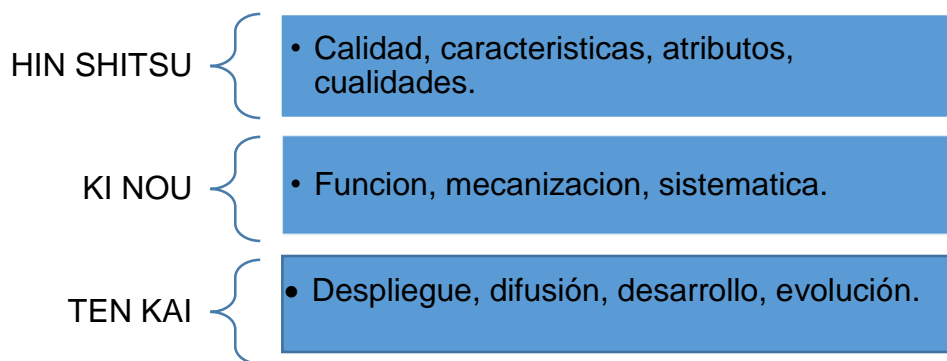 HIN SHITSU
• Calidad, caracteristicas, atributos,
cualidades.
KI NOU
• Funcion, mecanizacion, sistematica.
TEN KAI
• Despliegue, difusión, desarrollo, evolución.